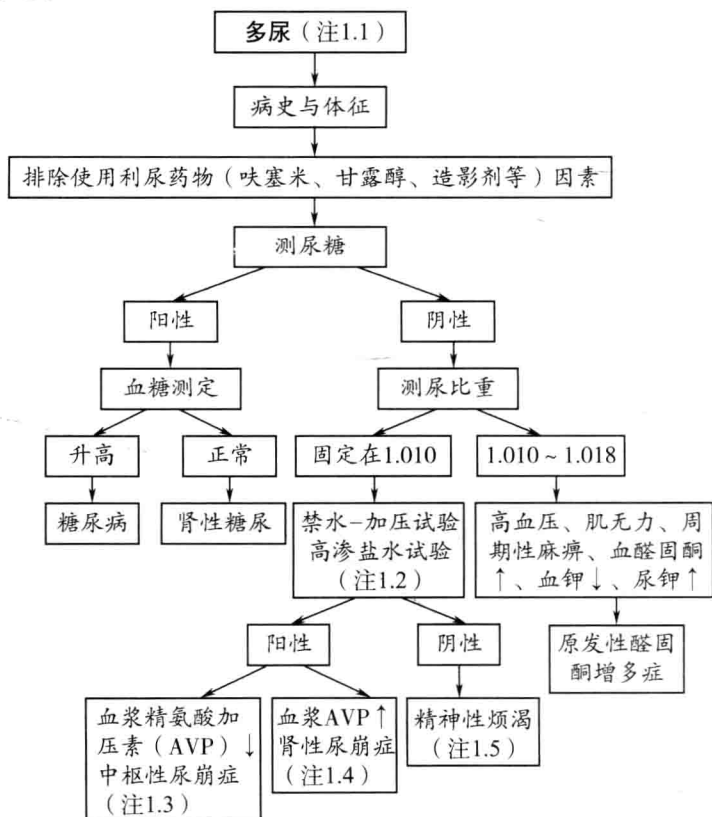 多尿（注1.1）
病史与体征
排除使用利尿药物（呋塞米、甘露醇、造影剂等）因素
测尿糖
阳性
阴性
血糖测定
测尿比重
升高
正常
固定在1.010
1.010～1.018
糖尿病
肾性糖尿
禁水-加压试验
高渗盐水试验
（注1.2）
高血压、肌无力、周
期性麻痹、血醛固酮
↑、血钾↓、尿钾↑
阳性
阴性
原发性醛固
酮增多症
血浆精氨酸加
压素（AVP）↓
中枢性尿崩症
（注1.3）
血浆AVP↑
肾性尿崩症
（注1.4）
精神性烦渴
（注1.5）